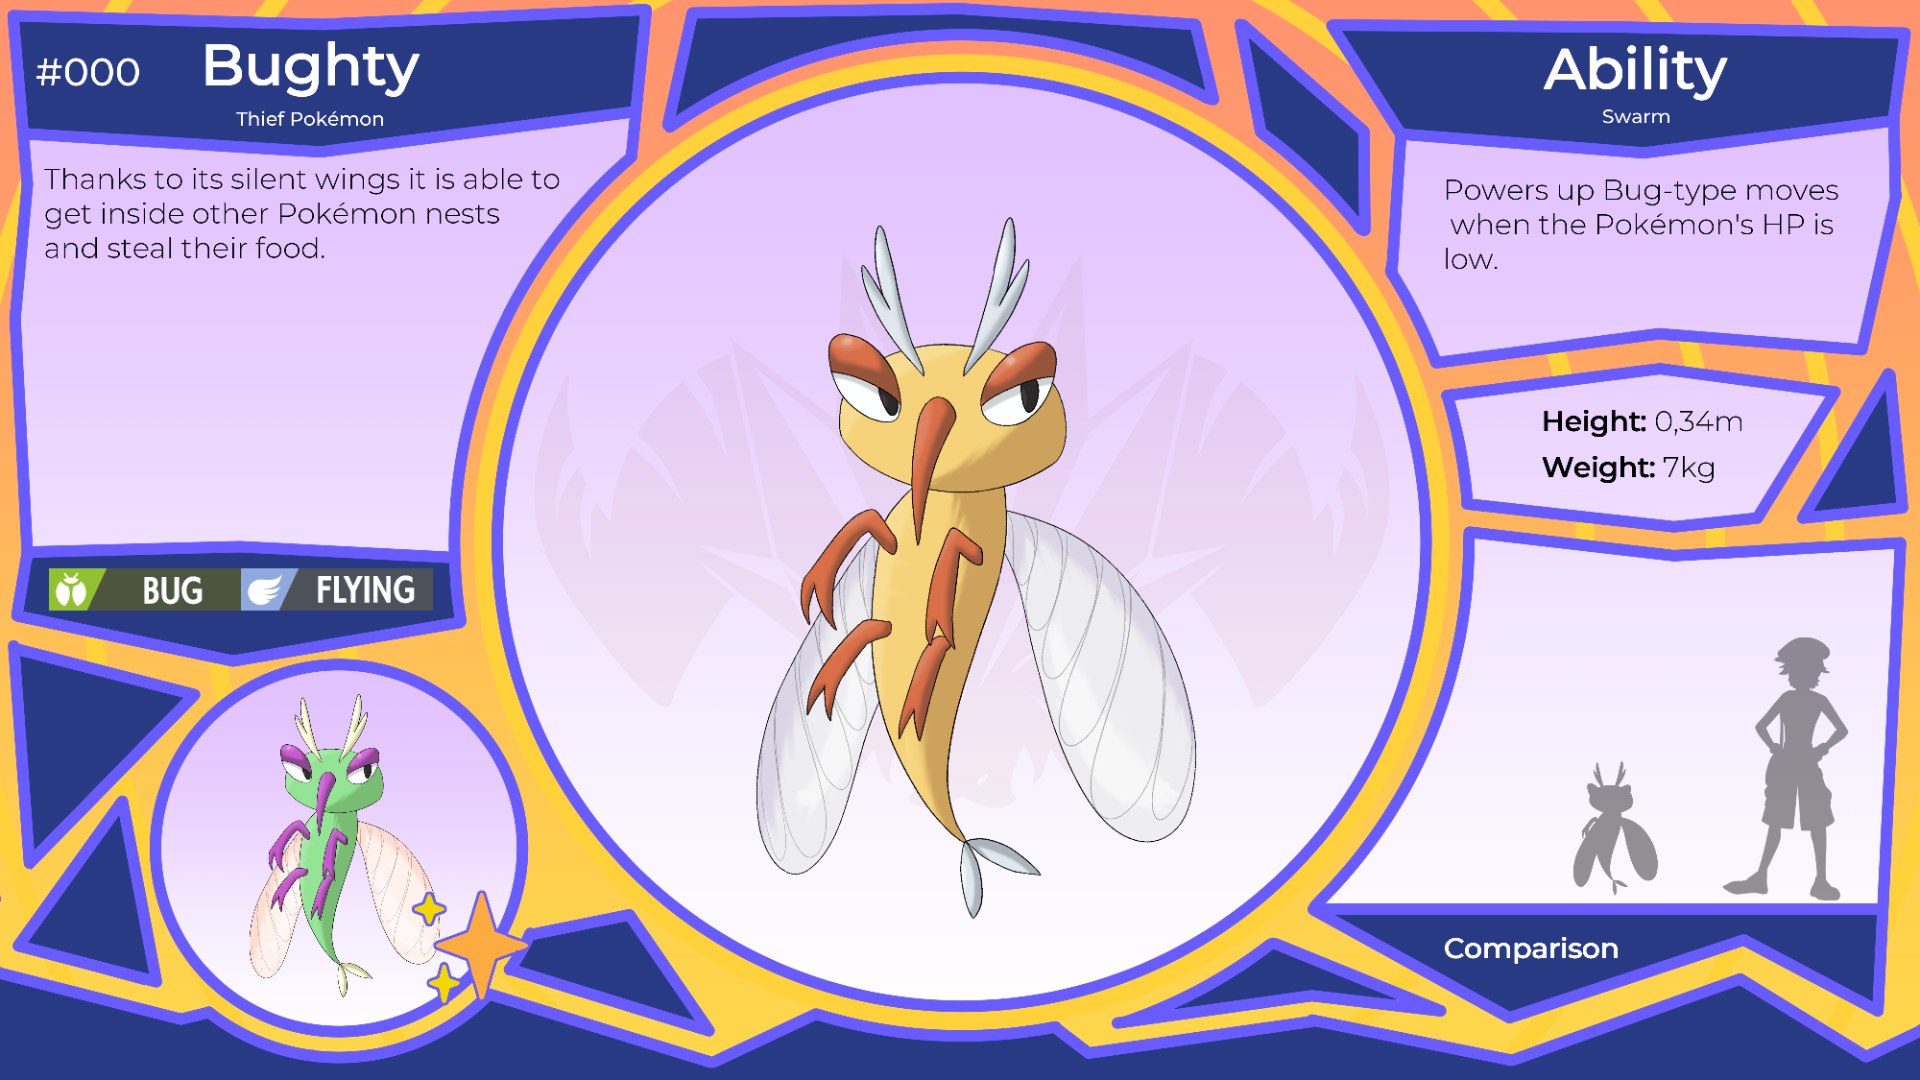 #000
Bughty
Thief Pokémon
Thanks to its silent wings it is able to
get inside other Pokémon nests
and steal their food.
BUG
FLYING
Ability
Swarm
Powers up Bug-type moves
when the Pokémon's HP is
low.
Height: 0,34m
Weight: 7kg
Comparison